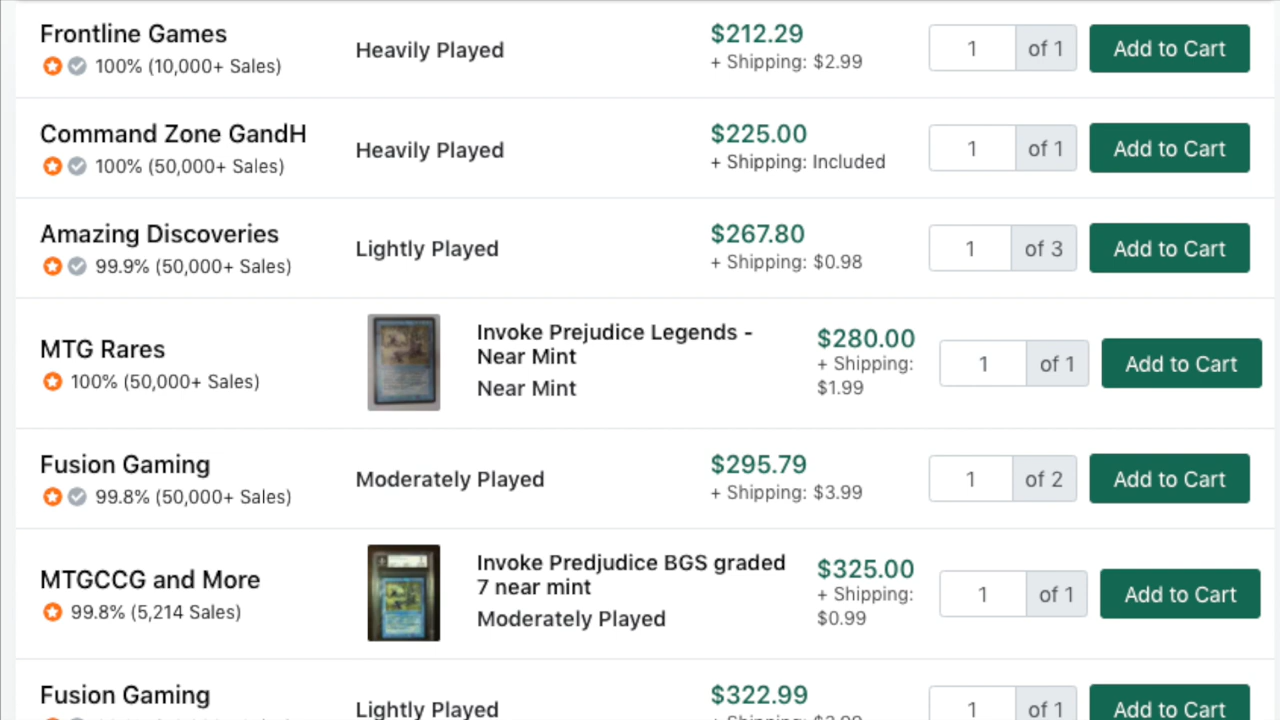 Frontline Games
100% (10,000+ Sales)
Heavily Played
$212.29
+ Shipping: $2.99
1 of 1
Add to Cart
Command Zone GandH
100% (50,000+ Sales)
Heavily Played
$225.00
+ Shipping: Included
1 of 1
Add to Cart
Amazing Discoveries
99.9% (50,000+ Sales)
Lightly Played
$267.80
+ Shipping: $0.98
1 of 3
Add to Cart
MTG Rares
100% (50,000+ Sales)
Invoke Prejudice Legends -
Near Mint
Near Mint
$280.00
+ Shipping:
$1.99
1 of 1
Add to Cart
Fusion Gaming
99.8% (50,000+ Sales)
Moderately Played
$295.79
+ Shipping: $3.99
1 of 2
Add to Cart
MTGCCG and More
99.8% (5,214 Sales)
Invoke Predjudice BGS graded
7 near mint
Moderately Played
$325.00
+ Shipping:
$0.99
1 of 1
Add to Cart
Fusion Gaming
Lightly Played
$322.99
1 of 1
Add to Cart